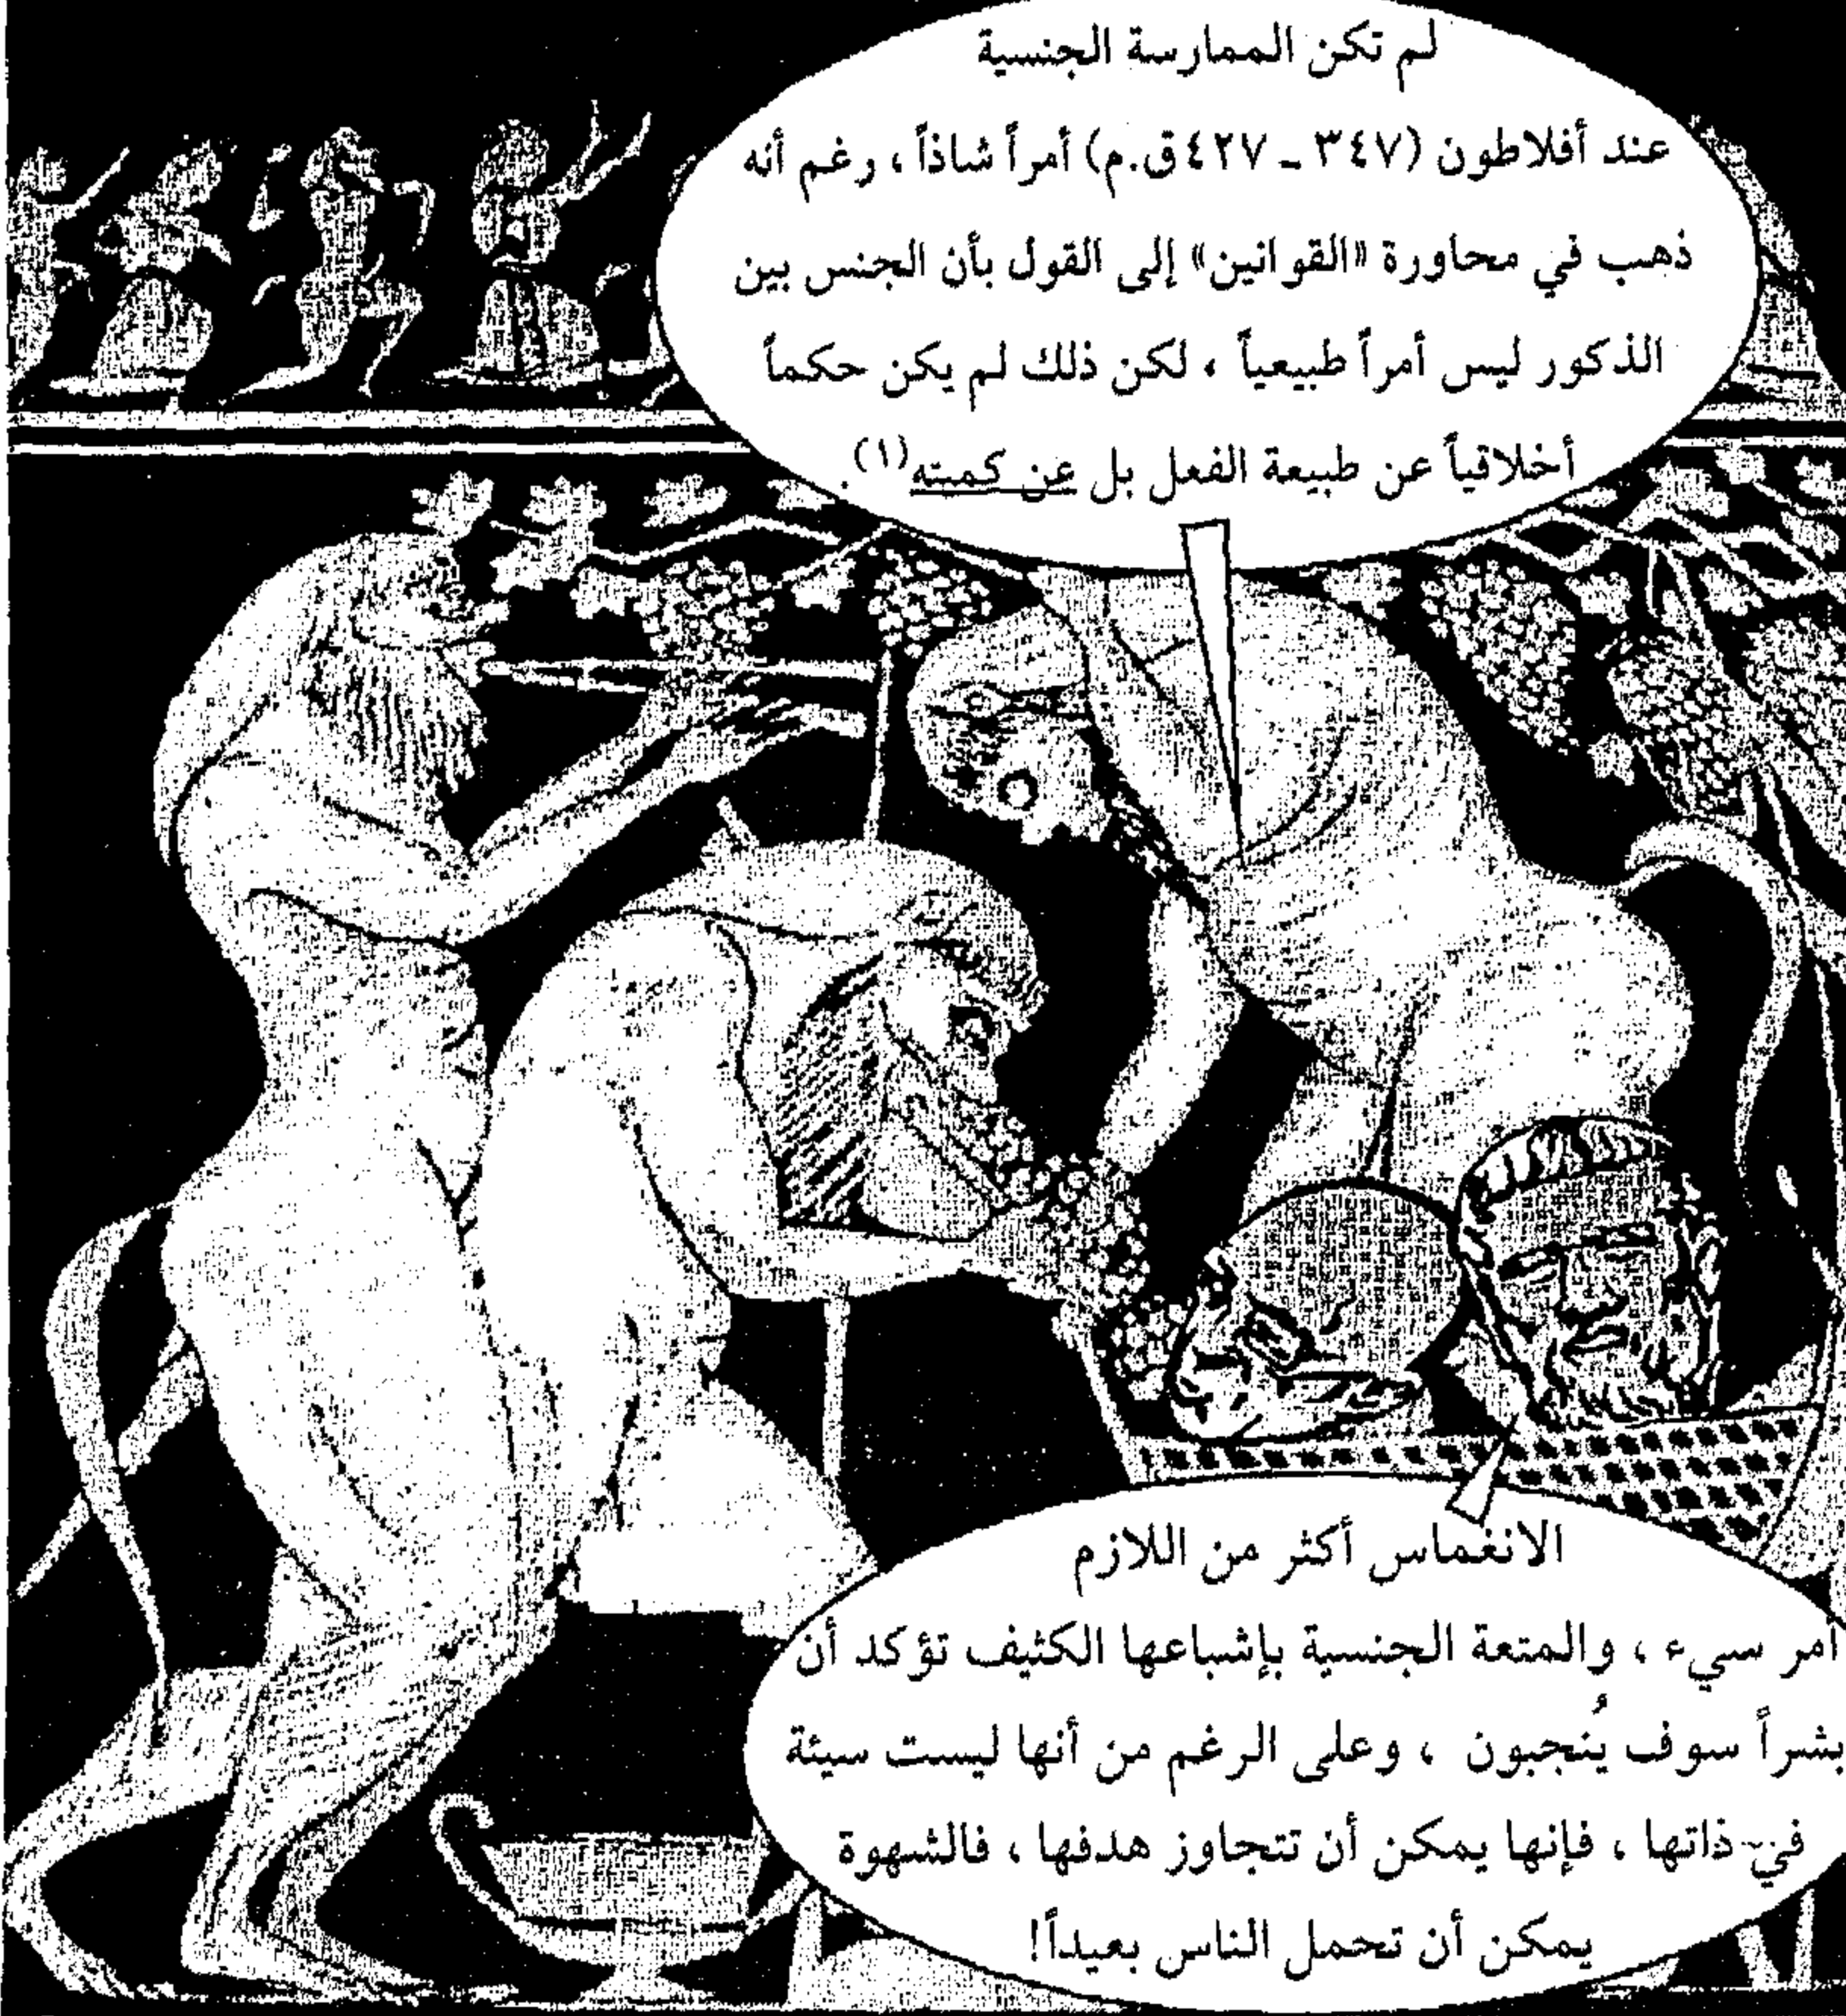 لم تكن الممارسة الجنسية
عند أفلاطون (٣٤٧ - ٤٢٧ق.م) أمراً شاذاً ، رغم أنه
ذهب في محاورة «القوانين» إلى القول بأن الجنس بين
الذكور ليس أمراً طبيعياً ، لكن ذلك لم يكن حكماً
أخلاقياً عن طبيعة الفعل بل عن كميته(١).
الانغماس أكثر من اللازم
أمر سيء ، والمتعة الجنسية بإشباعها الكثيف تؤكد أن
بشراً سوف يُنجبون ، وعلى الرغم من أنها ليست سيئة
في ذاتها ، فإنها يمكن أن تتجاوز هدفها ، فالشهوة
يمكن أن تحمل الناس بعيداً!